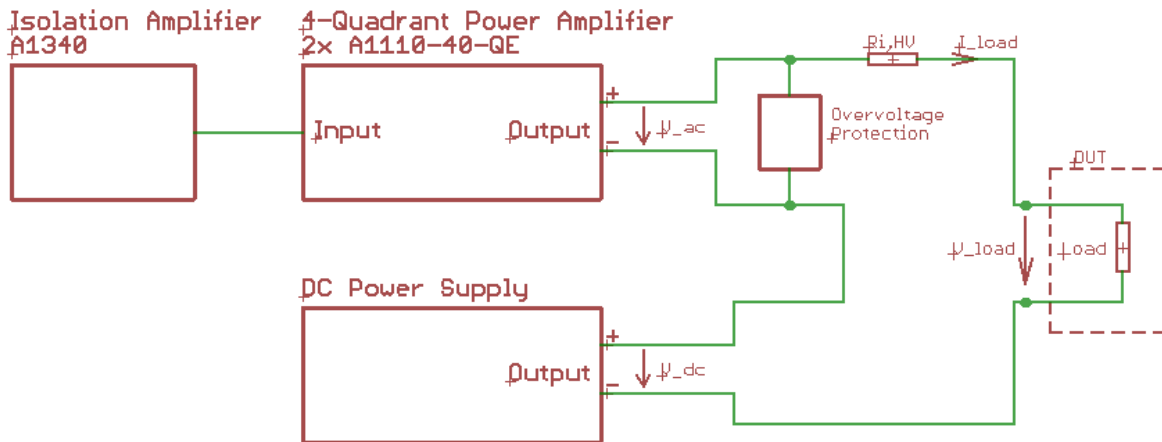 Isolation Amplifier
A1340
4-Quadrant Power Amplifier
2x A1110-40-QE
Ri,HV
I_load
+
Input
Output
V_ac
-
Overvoltage
Protection
DUT
V_load
Load
DC Power Supply
+
Output
V_dc
-